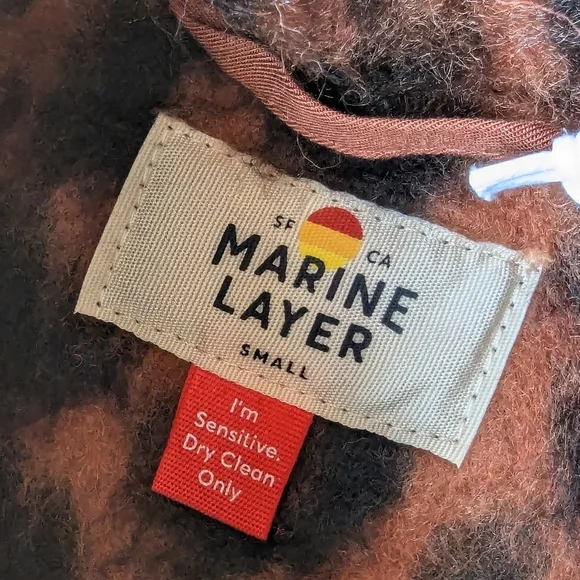 SF CA
MARINE
LAYER
SMALL
I'm
Sensitive.
Dry Clean
Only